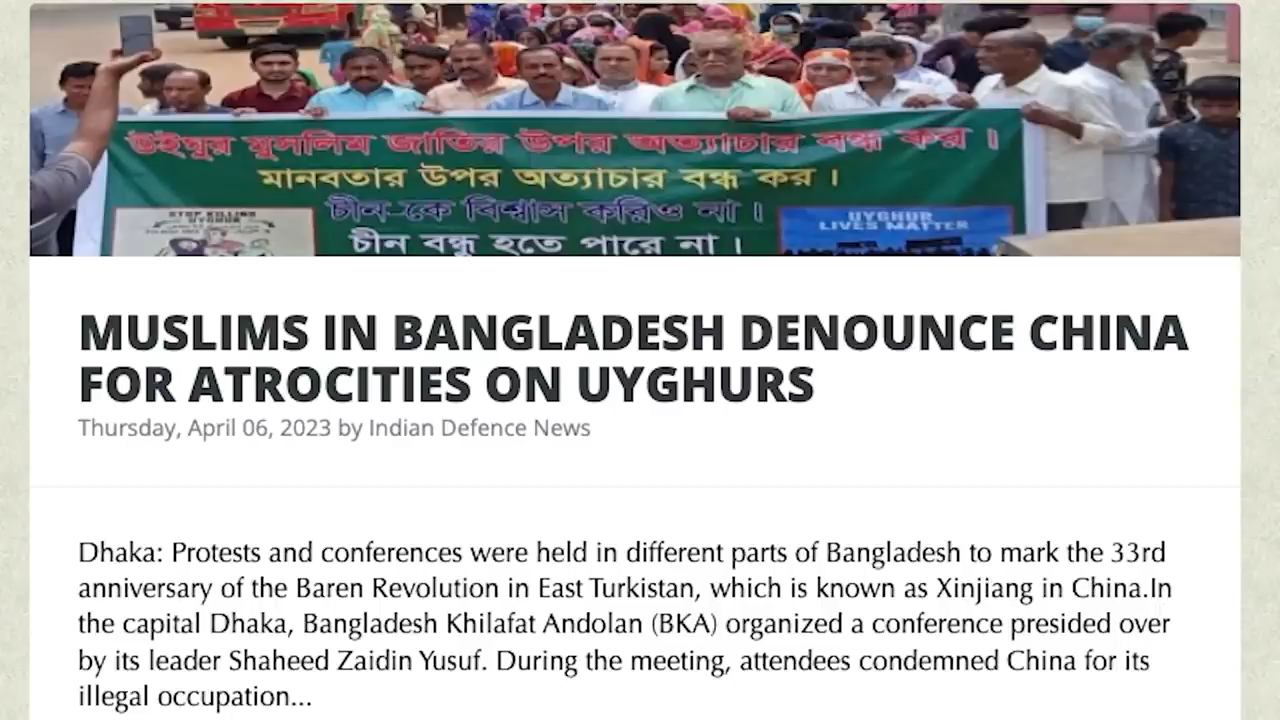 উইঘুর মুসলিম জাতির উপর অত্যাচার বন্ধ কর।
মানবতার উপর অত্যাচার বন্ধ কর।
চীন-কে বিশ্বাস করিও না।
চীন বন্ধু হতে পারে না।
STOP KILLING
UYGHUR
UYGHUR
LIVES MATTER
MUSLIMS IN BANGLADESH DENOUNCE CHINA
FOR ATROCITIES ON UYGHURS
Thursday, April 06, 2023 by Indian Defence News
Dhaka: Protests and conferences were held in different parts of Bangladesh to mark the 33rd
anniversary of the Baren Revolution in East Turkistan, which is known as Xinjiang in China.In
the capital Dhaka, Bangladesh Khilafat Andolan (BKA) organized a conference presided over
by its leader Shaheed Zaidin Yusuf. During the meeting, attendees condemned China for its
illegal occupation...